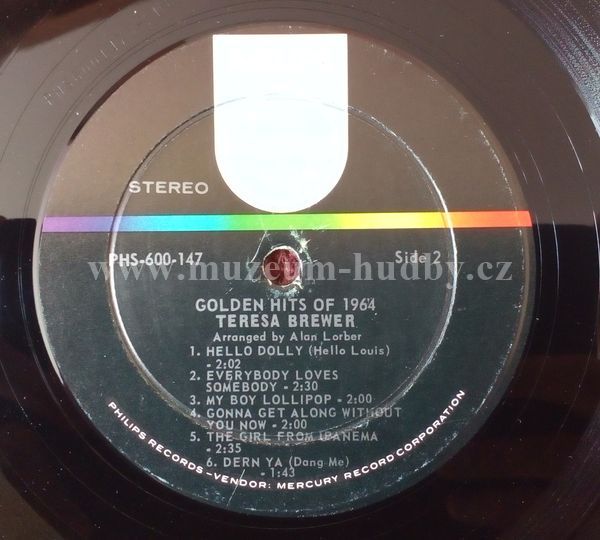 STEREO
PHS-600-147
Side 2
www.muzeum-hudby.cz
GOLDEN HITS OF 1964
TERESA BREWER
Arranged by Alan Lorber
1. HELLO DOLLY (Hello Louis)
- 2:02
2. EVERYBODY LOVES
SOMEBODY - 2:30
3. MY BOY LOLLIPOP - 2:00
4. GONNA GET ALONG WITHOUT
YOU NOW - 2:00
5. THE GIRL FROM IPANEMA
- 2:35
6. DERN YA (Dang Me)
- 1:43
PHILIPS RECORDS-VENDOR: MERCURY RECORD CORPORATION